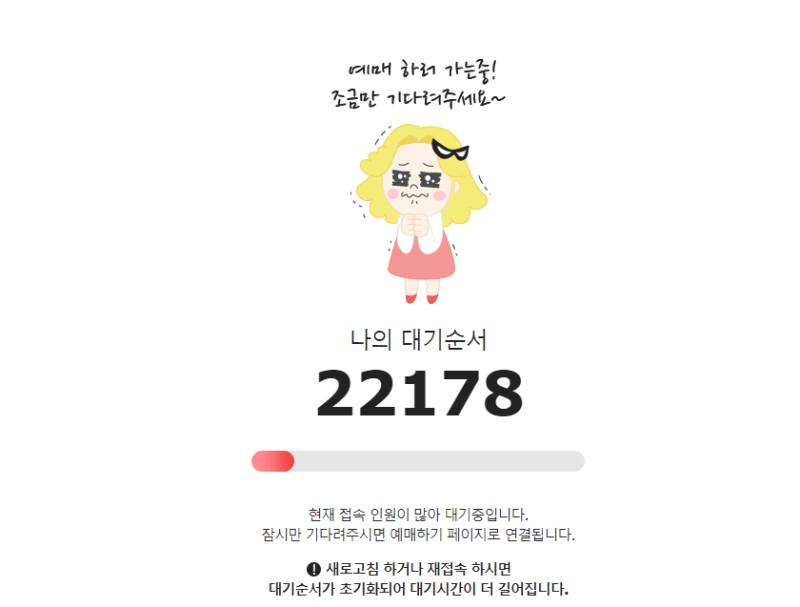 예매 하러 가는중!
조금만 기다려주세요~
나의 대기순서
22178
현재 접속 인원이 많아 대기중입니다.
잠시만 기다려주시면 예매하기 페이지로 연결됩니다.
! 새로고침 하거나 재접속 하시면
대기순서가 초기화되어 대기시간이 더 길어집니다.